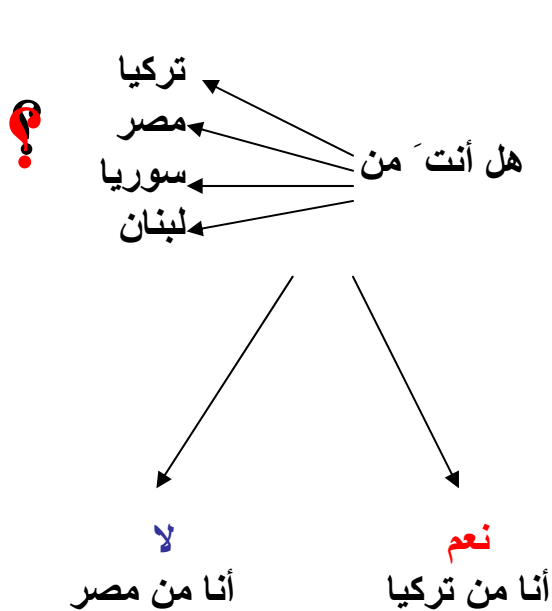 هل أنت َ من
تركيا
مصر
سوريا
لبنان
؟
نعم
أنا من تركيا
لا
أنا من مصر